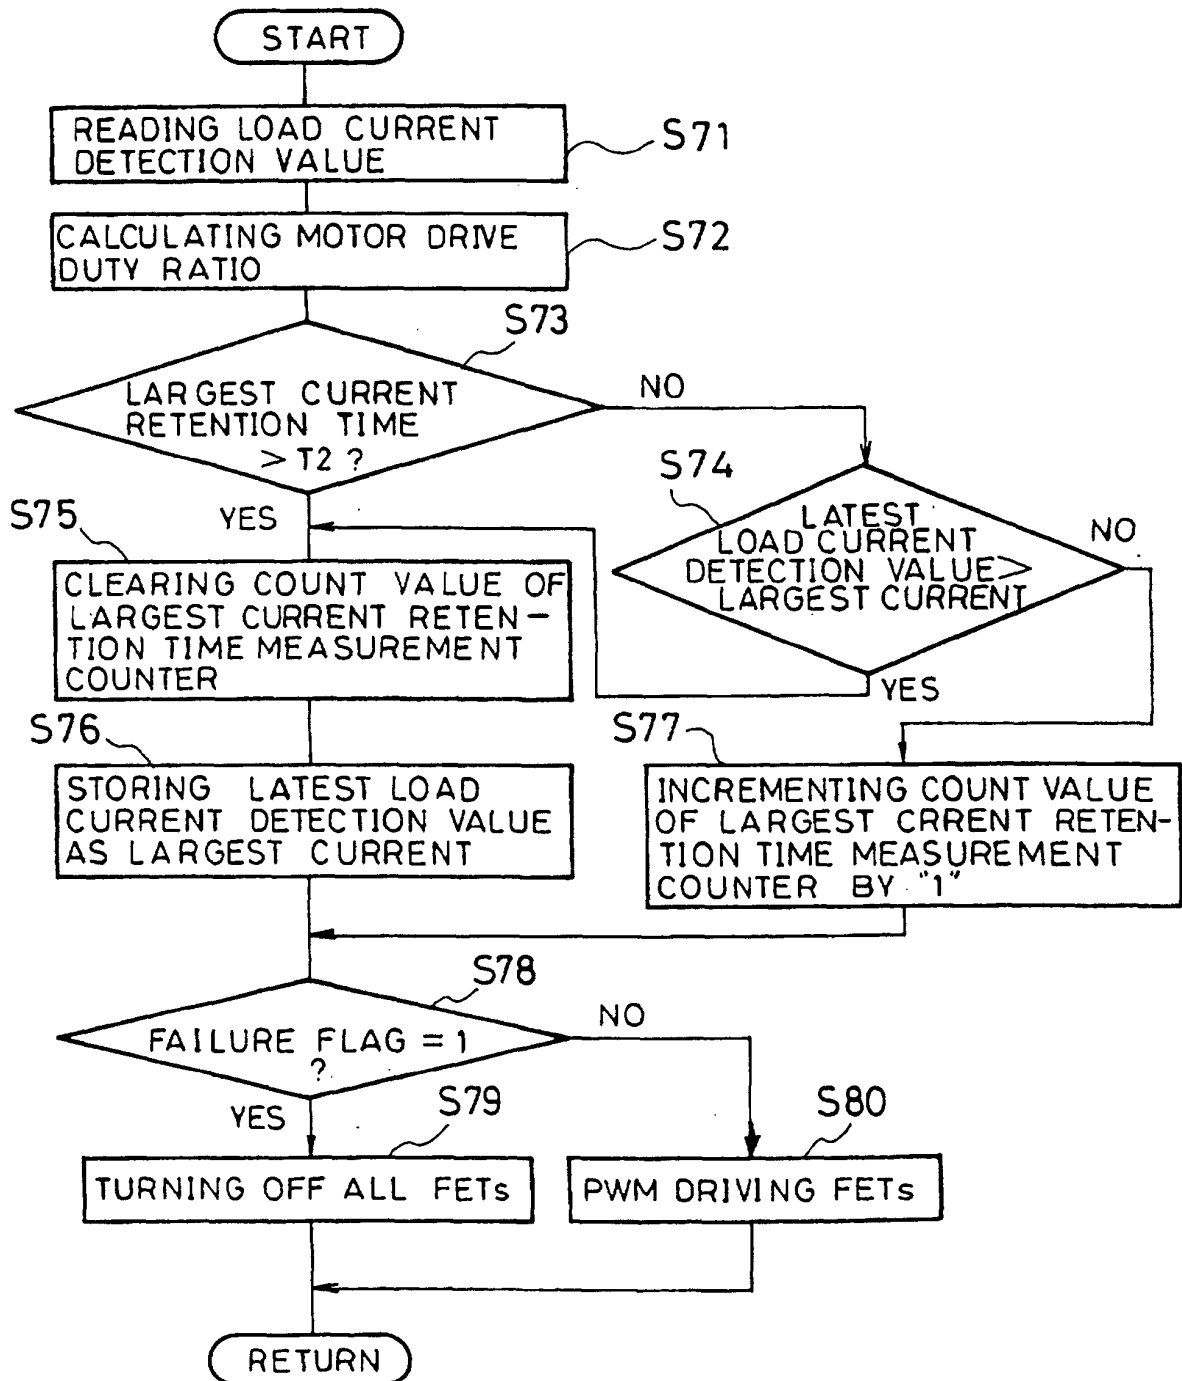 START
READING LOAD CURRENT
DETECTION VALUE
S71
CALCULATING MOTOR DRIVE
DUTY RATIO
S72
S73
LARGEST CURRENT
RETENTION TIME
> T2 ?
NO
YES
S74
LATEST
LOAD CURRENT
DETECTION VALUE >
LARGEST CURRENT
NO
YES
S75
CLEARING COUNT VALUE OF
LARGEST CURRENT RETEN-
TION TIME MEASUREMENT
COUNTER
S76
STORING LATEST LOAD
CURRENT DETECTION VALUE
AS LARGEST CURRENT
S77
INCREMENTING COUNT VALUE
OF LARGEST CRRENT RETEN-
TION TIME MEASUREMENT
COUNTER BY "1"
S78
FAILURE FLAG = 1
?
NO
YES
S79
TURNING OFF ALL FETs
S80
PWM DRIVING FETs
RETURN